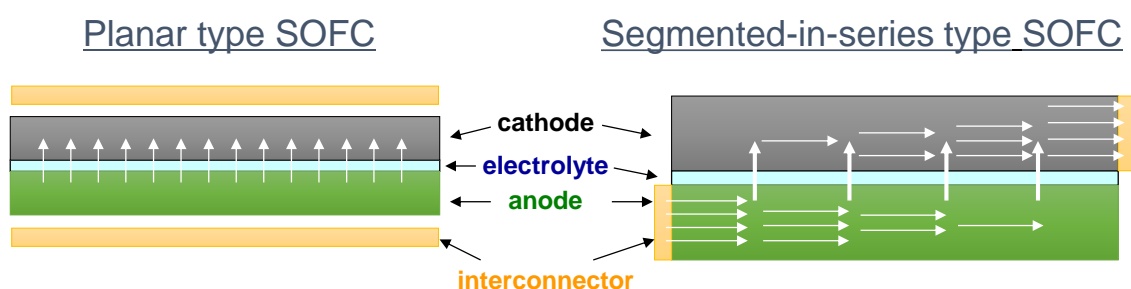 Planar type SOFC
Segmented-in-series type SOFC
cathode
electrolyte
anode
interconnector